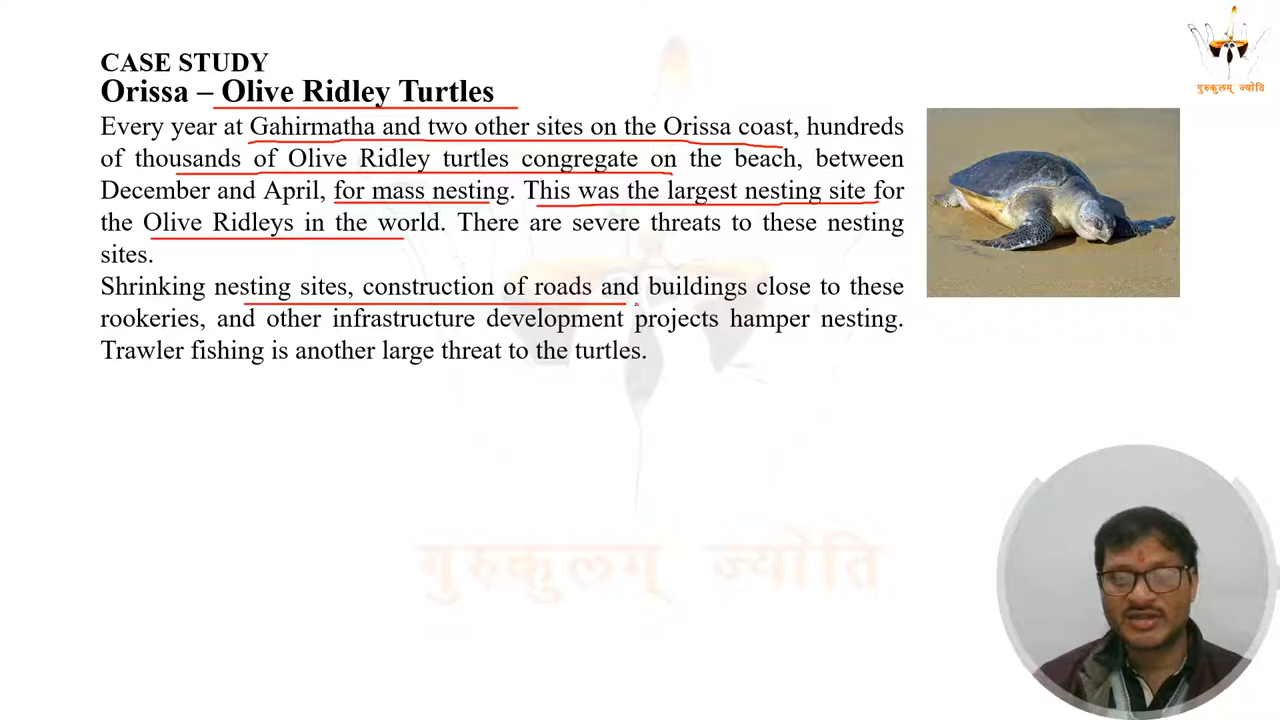 CASE STUDY
Orissa – Olive Ridley Turtles
Every year at Gahirmatha and two other sites on the Orissa coast, hundreds
of thousands of Olive Ridley turtles congregate on the beach, between
December and April, for mass nesting. This was the largest nesting site for
the Olive Ridleys in the world. There are severe threats to these nesting
sites.
Shrinking nesting sites, construction of roads and buildings close to these
rookeries, and other infrastructure development projects hamper nesting.
Trawler fishing is another large threat to the turtles.
गुरुकुलम् ज्योति
गुरुकुलम् ज्योति